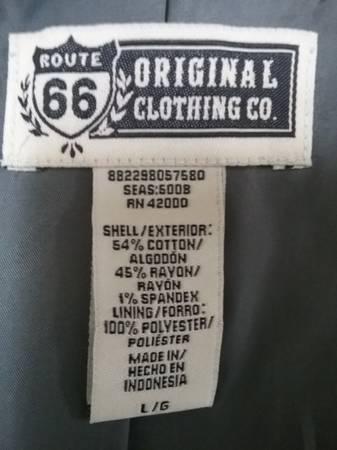 ROUTE
66
ORIGINAL
CLOTHING CO.
882298057580
SEAS:500B
RN 42000
SHELL/EXTERIOR:
54% COTTON/
ALGODÓN
45% RAYON/
RAYÓN
1% SPANDEX
LINING/FORRO:
100% POLYESTER/
POLIÉSTER
MADE IN/
HECHO EN
INDONESIA
L/G